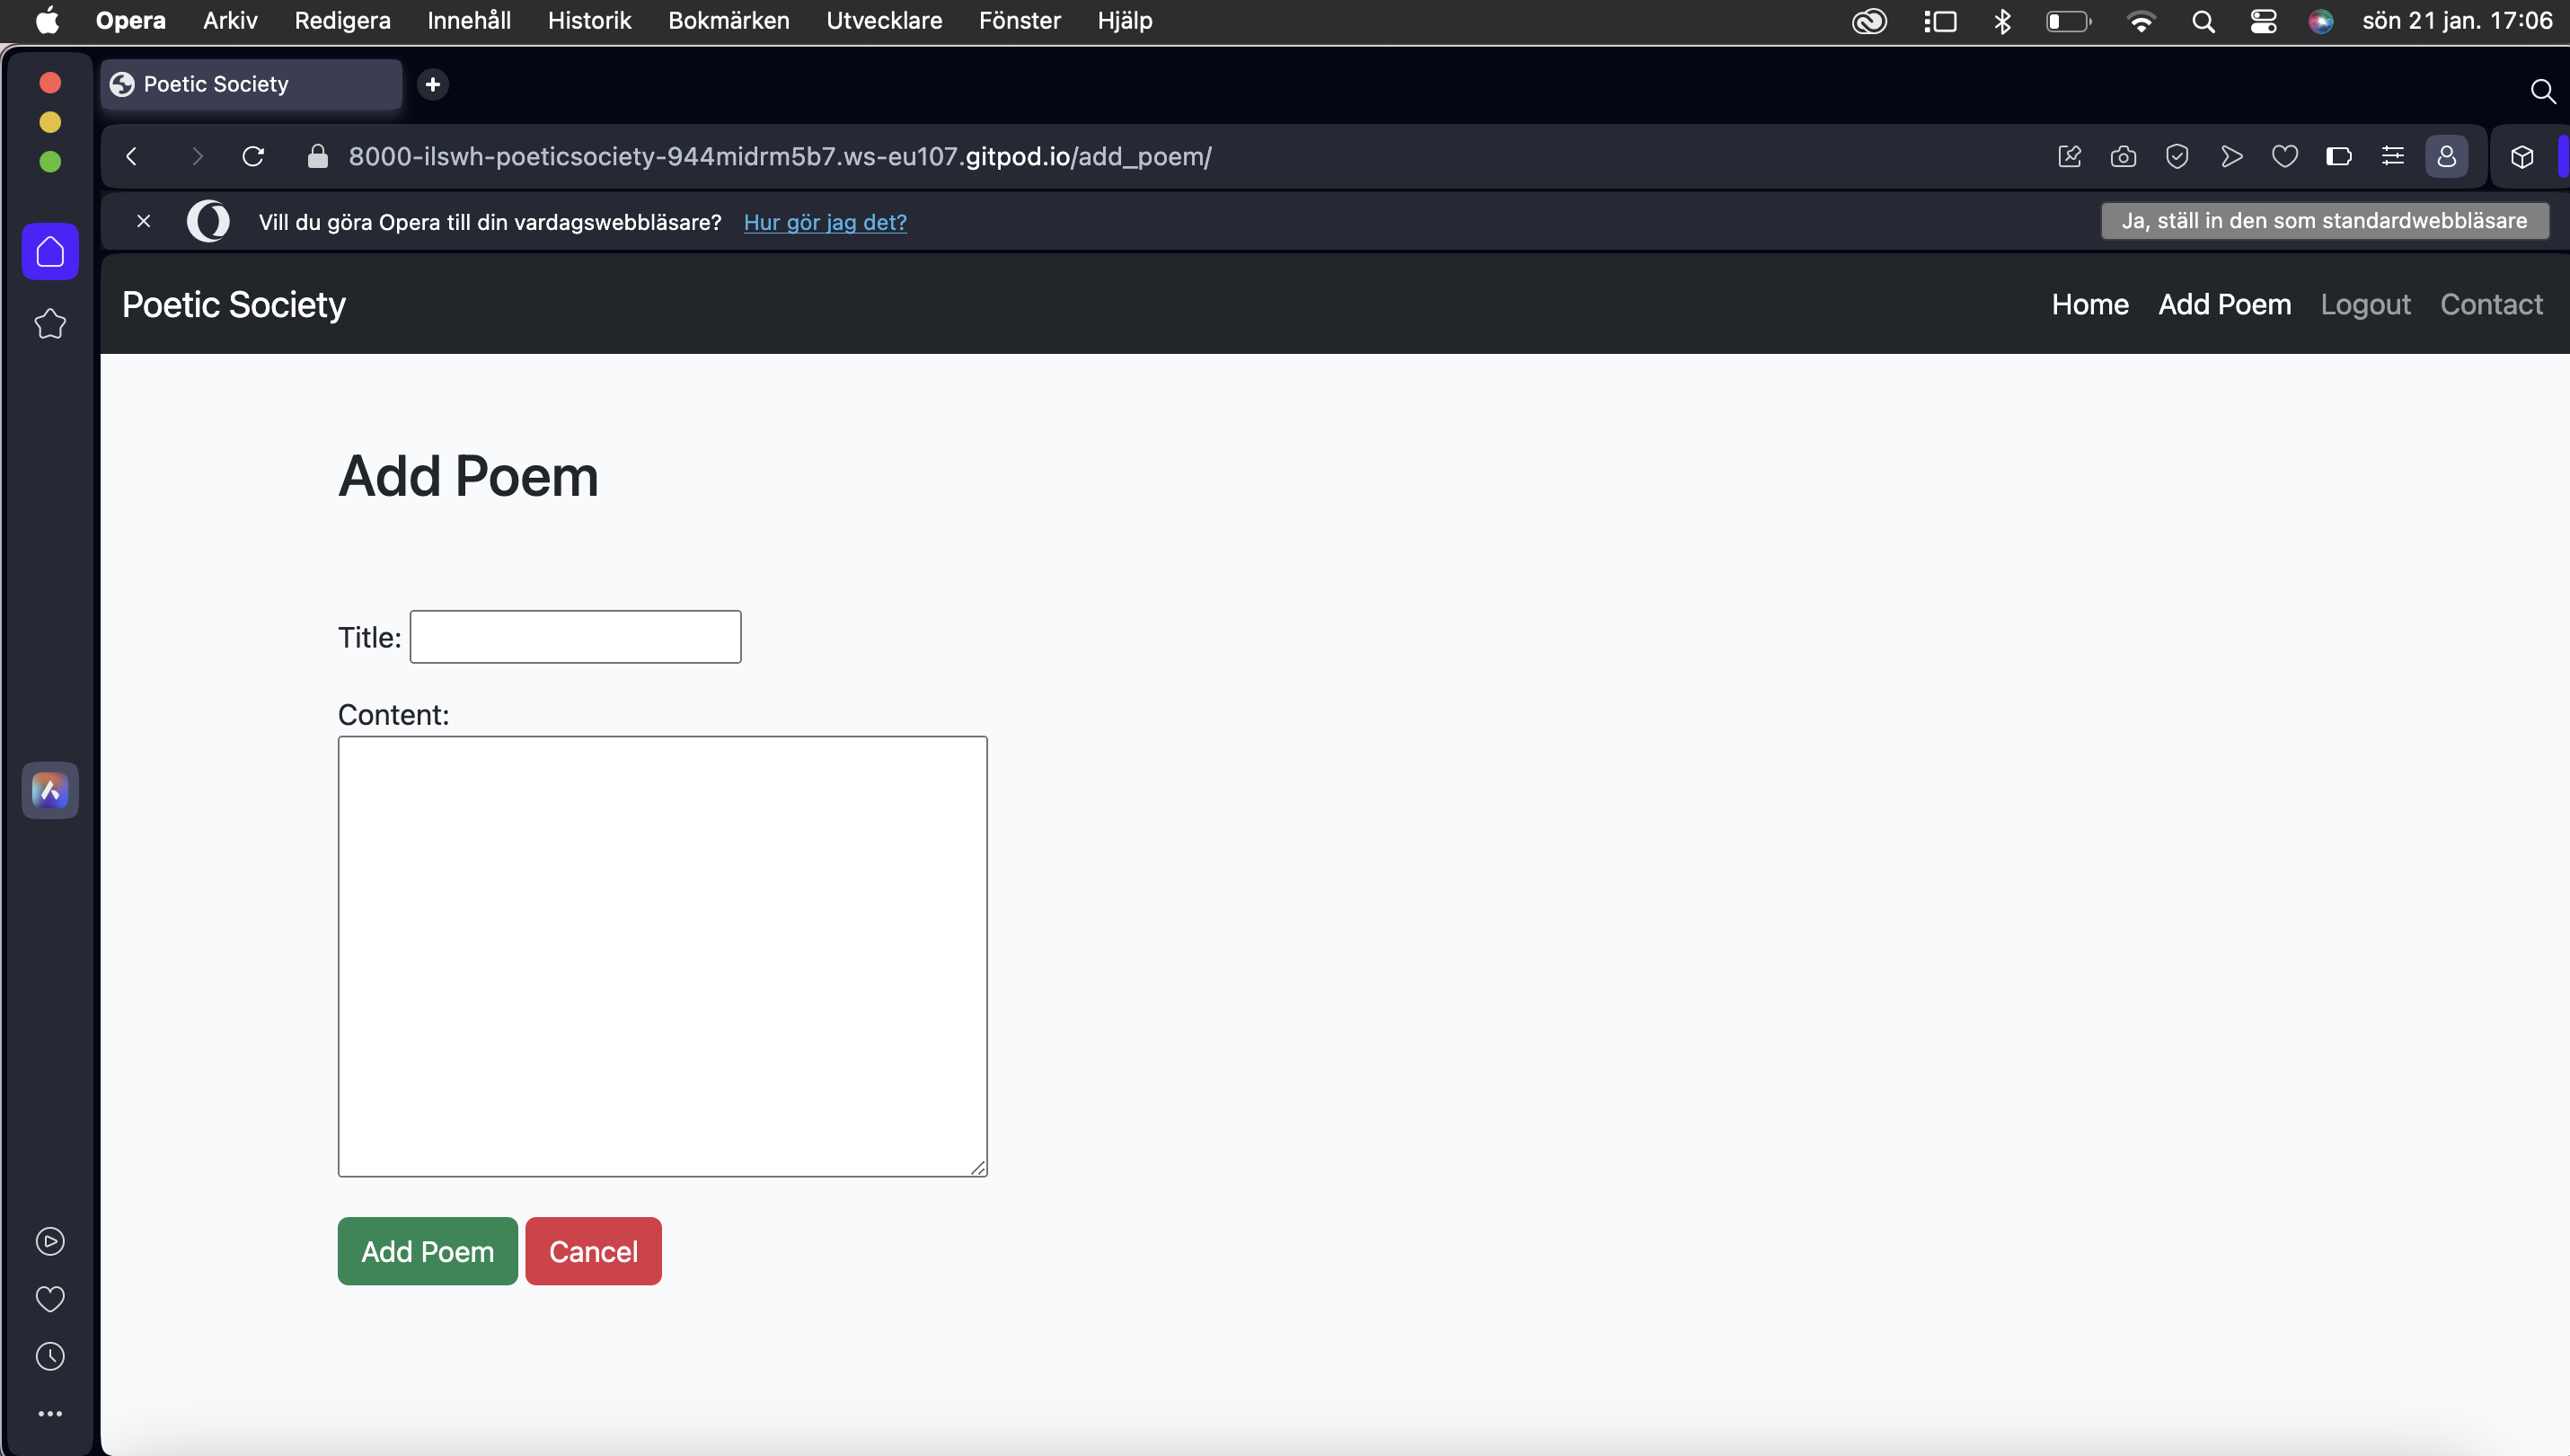 Opera Arkiv Redigera Innehåll Historik Bokmärken Utvecklare Fönster Hjälp sön 21 jan. 17:06
Poetic Society
8000-ilswh-poeticsociety-944midrm5b7.ws-eu107.gitpod.io/add_poem/
Vill du göra Opera till din vardagswebbläsare? Hur gör jag det? Ja, ställ in den som standardwebbläsare
Poetic Society Home Add Poem Logout Contact
Add Poem
Title:
Content:
Add Poem Cancel